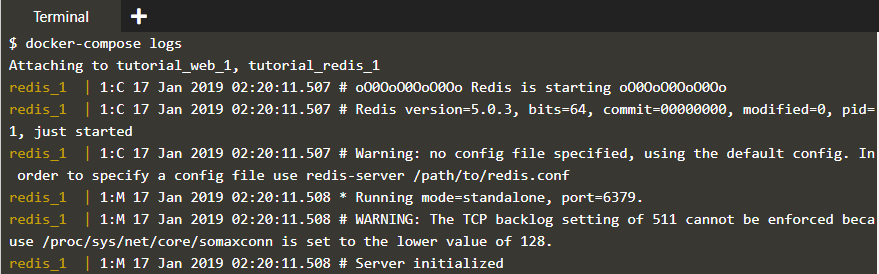 Terminal +
$ docker-compose logs
Attaching to tutorial_web_1, tutorial_redis_1
redis_1  | 1:C 17 Jan 2019 02:20:11.507 # oO0OoO0OoO0Oo Redis is starting oO0OoO0OoO0Oo
redis_1  | 1:C 17 Jan 2019 02:20:11.507 # Redis version=5.0.3, bits=64, commit=00000000, modified=0, pid=
1, just started
redis_1  | 1:C 17 Jan 2019 02:20:11.507 # Warning: no config file specified, using the default config. In
 order to specify a config file use redis-server /path/to/redis.conf
redis_1  | 1:M 17 Jan 2019 02:20:11.508 * Running mode=standalone, port=6379.
redis_1  | 1:M 17 Jan 2019 02:20:11.508 # WARNING: The TCP backlog setting of 511 cannot be enforced beca
use /proc/sys/net/core/somaxconn is set to the lower value of 128.
redis_1  | 1:M 17 Jan 2019 02:20:11.508 # Server initialized